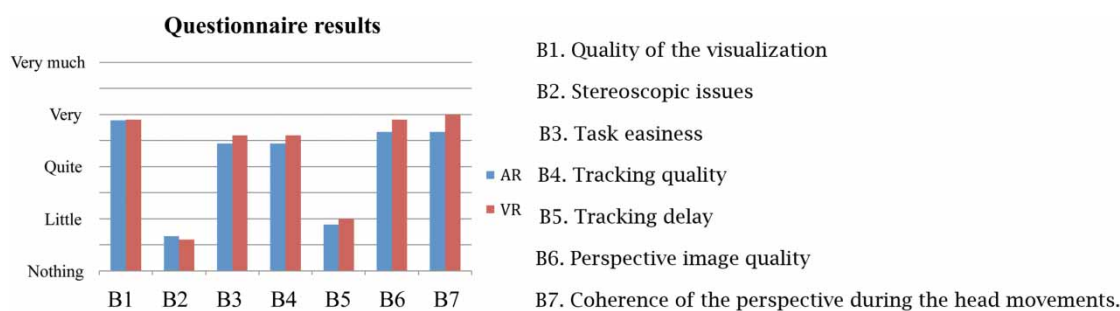 Questionnaire results
Very much
Very
Quite
Little
Nothing
B1 B2 B3 B4 B5 B6 B7
AR
VR
B1. Quality of the visualization
B2. Stereoscopic issues
B3. Task easiness
B4. Tracking quality
B5. Tracking delay
B6. Perspective image quality
B7. Coherence of the perspective during the head movements.